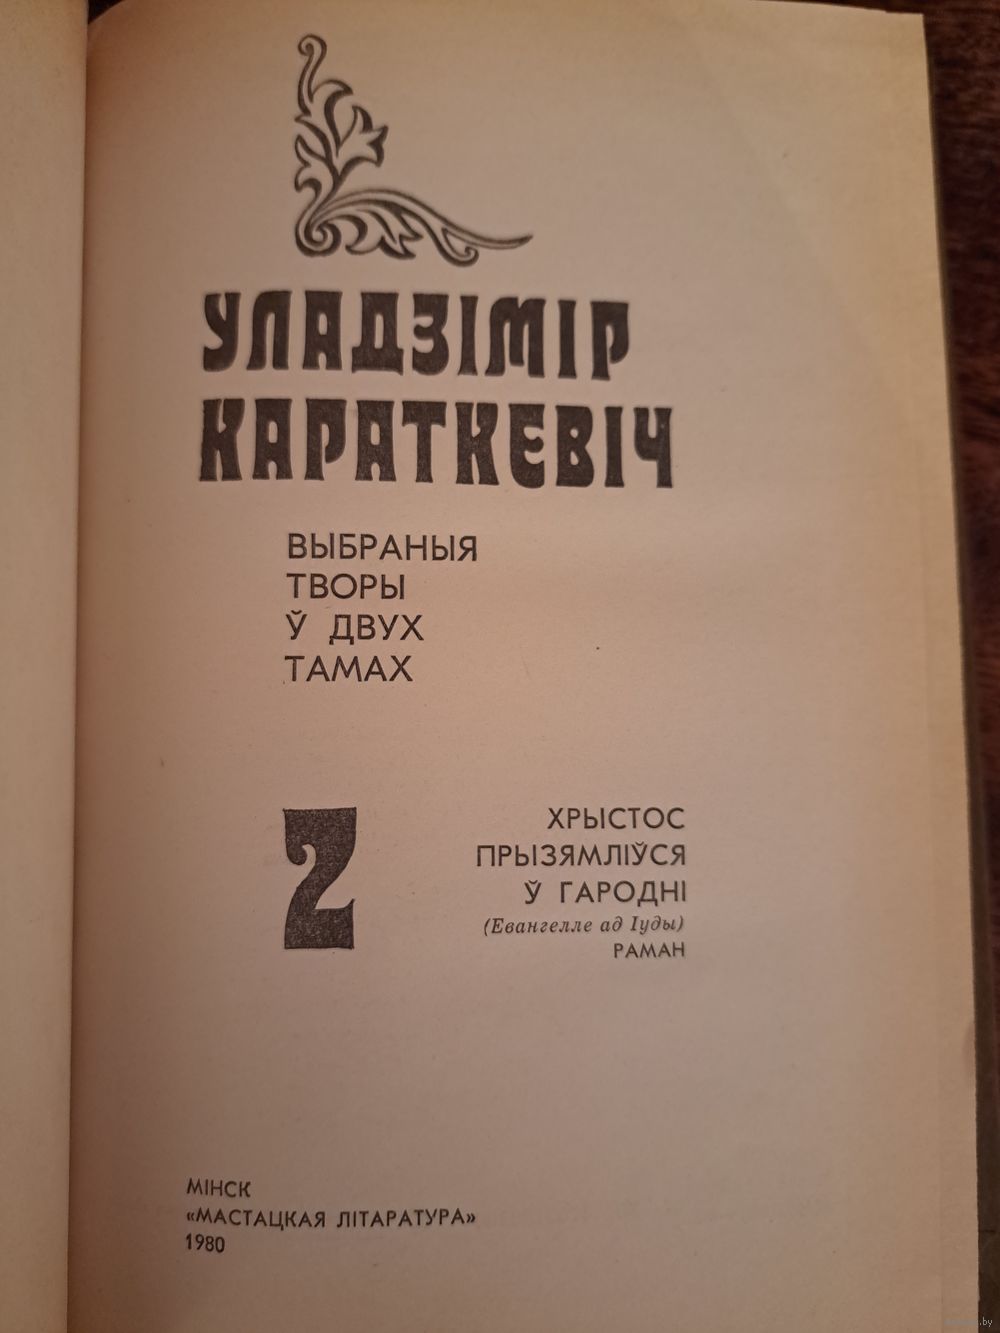 УЛАДЗІМІР
КАРАТКЕВІЧ
ВЫБРАНЫЯ
ТВОРЫ
Ў ДВУХ
ТАМАХ
2
ХРЫСТОС
ПРЫЗЯМЛІЎСЯ
Ў ГАРОДНІ
(Евангелле ад Іуды)
РАМАН
МІНСК
«МАСТАЦКАЯ ЛІТАРАТУРА»
1980